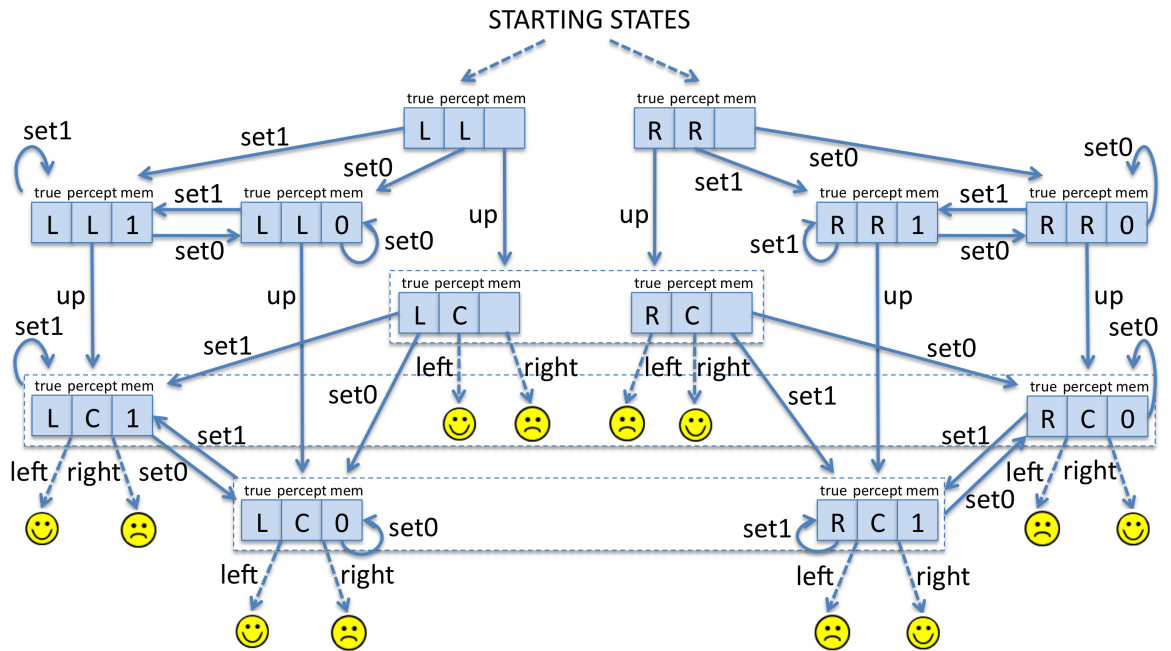 STARTING STATES
true percept mem
true percept mem
L L
R R
set1
set1
set0
set1
set0
set0
true percept mem
set1
true percept mem
true percept mem
set1
true percept mem
L L 1
L L 0
up
up
R R 1
R R 0
set0
set0
set1
set0
true percept mem
true percept mem
up
up
up
up
L C
R C
set1
set1
set0
set0
left
right
left
right
true percept mem
set0
set1
true percept mem
L C 1
R C 0
set1
set1
left
right
set0
left
right
true percept mem
true percept mem
set0
L C 0
set0
set1
R C 1
left
right
left
right